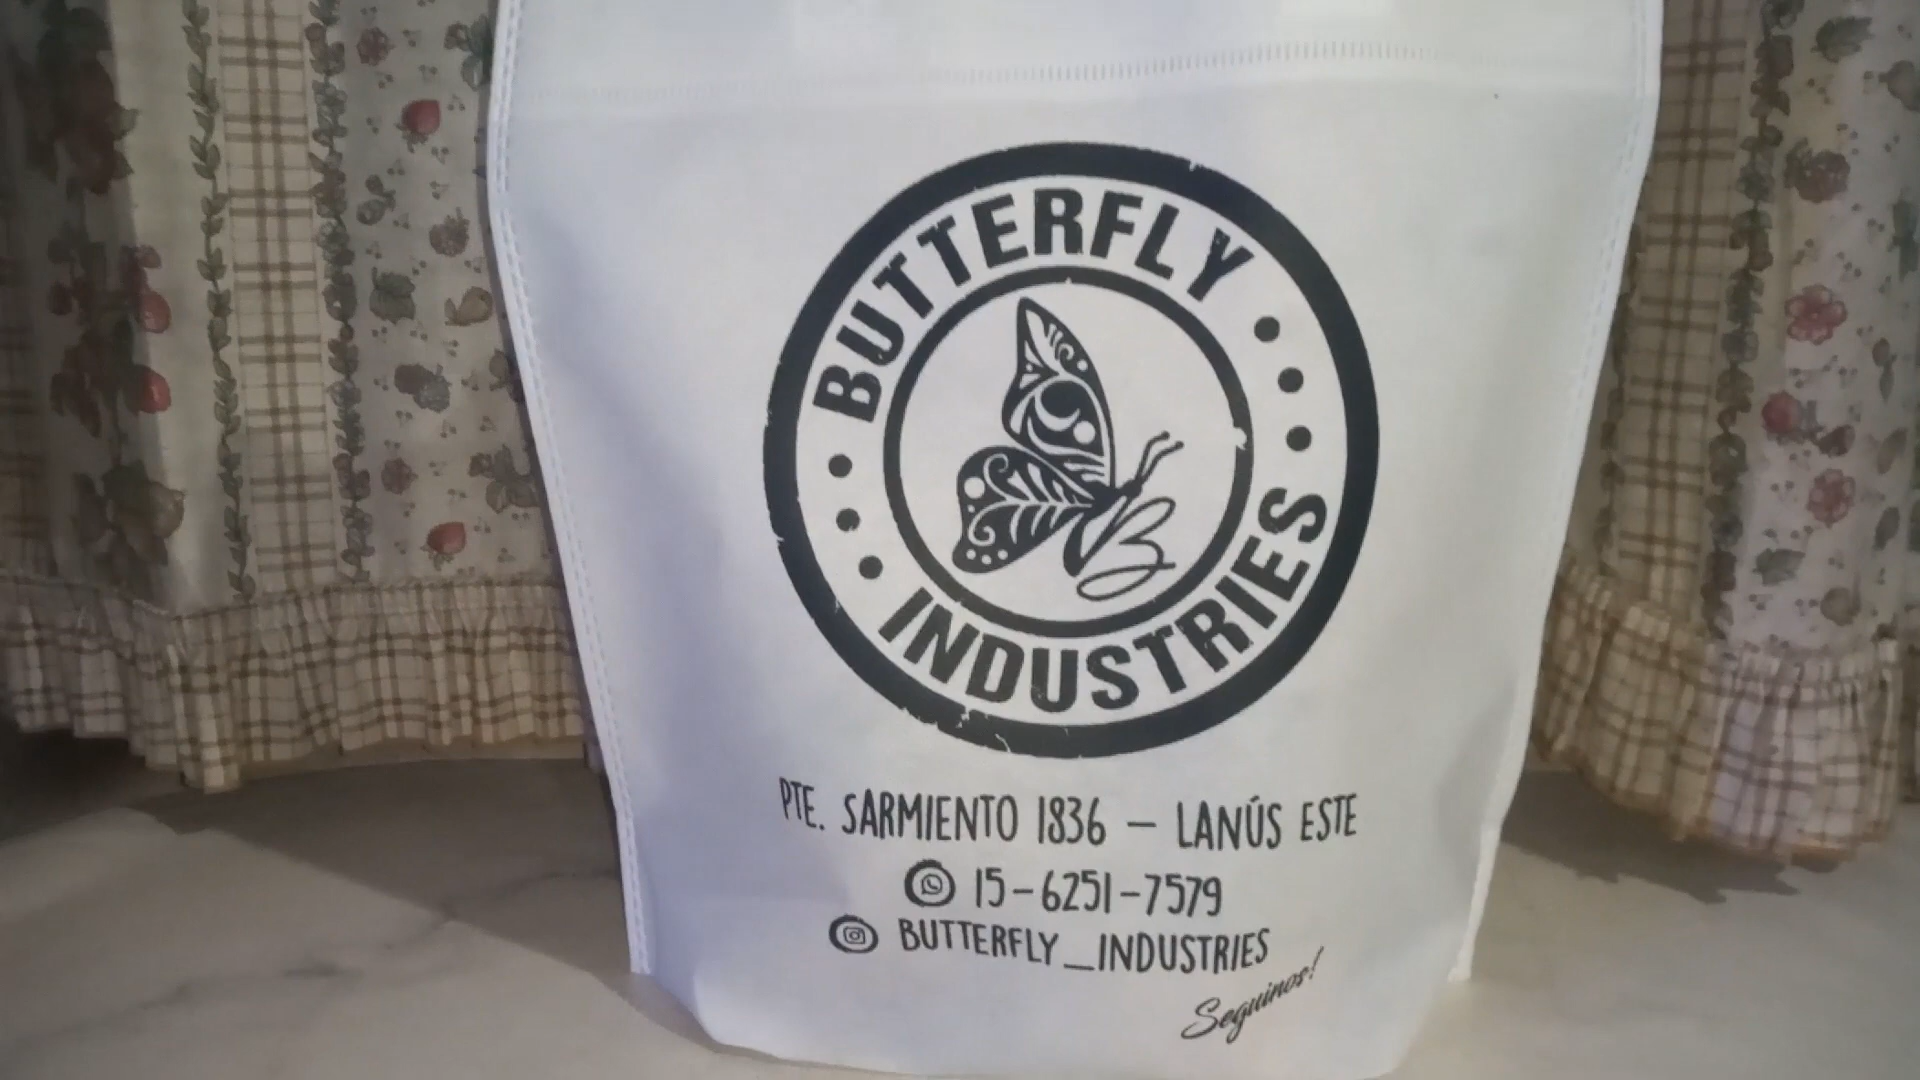 BUTTERFLY
INDUSTRIES
B
PTE. SARMIENTO 1836 – LANÚS ESTE
15-6251-7579
BUTTERFLY_INDUSTRIES
Seguinos!